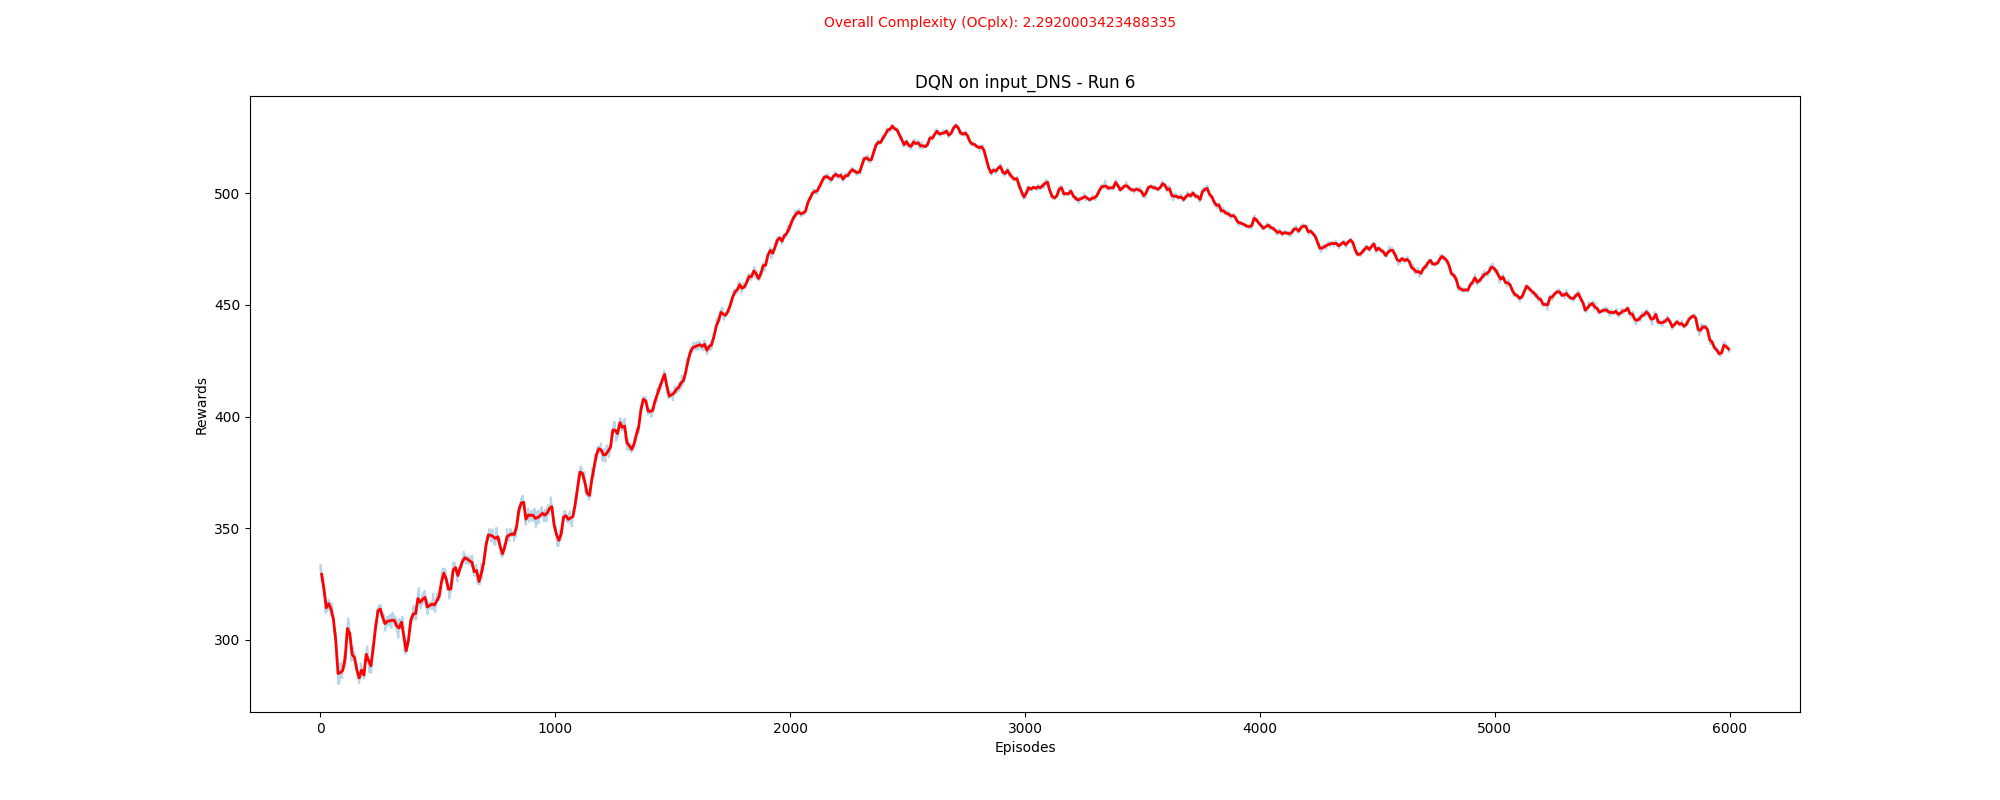 Overall Complexity (OCplx): 2.2920003423488335
DQN on input_DNS - Run 6
500
450
400
350
300
Rewards
0 1000 2000 3000 4000 5000 6000
Episodes